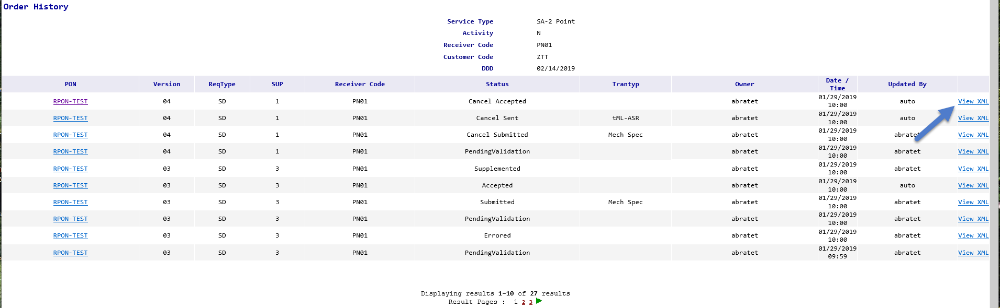 Order History
Service Type SA-2 Point
Activity N
Receiver Code PN01
Customer Code ZTT
DDD 02/14/2019
PON Version ReqType SUP Receiver Code Status Trantyp Owner Date / Time Updated By
RPON-TEST 04 SD 1 PN01 Cancel Accepted abratet 01/29/2019 10:00 auto View XML
RPON-TEST 04 SD 1 PN01 Cancel Sent tML-ASR abratet 01/29/2019 10:00 auto View XML
RPON-TEST 04 SD 1 PN01 Cancel Submitted Mech Spec abratet 01/29/2019 10:00 abratet View XML
RPON-TEST 04 SD 1 PN01 PendingValidation abratet 01/29/2019 10:00 abratet View XML
RPON-TEST 03 SD 3 PN01 Supplemented abratet 01/29/2019 10:00 abratet View XML
RPON-TEST 03 SD 3 PN01 Accepted abratet 01/29/2019 10:00 auto View XML
RPON-TEST 03 SD 3 PN01 Submitted Mech Spec abratet 01/29/2019 10:00 abratet View XML
RPON-TEST 03 SD 3 PN01 PendingValidation abratet 01/29/2019 10:00 abratet View XML
RPON-TEST 03 SD 3 PN01 Errored abratet 01/29/2019 10:00 abratet View XML
RPON-TEST 03 SD 3 PN01 PendingValidation abratet 01/29/2019 09:59 abratet View XML
Displaying results 1-10 of 27 results
Result Pages : 1 2 3